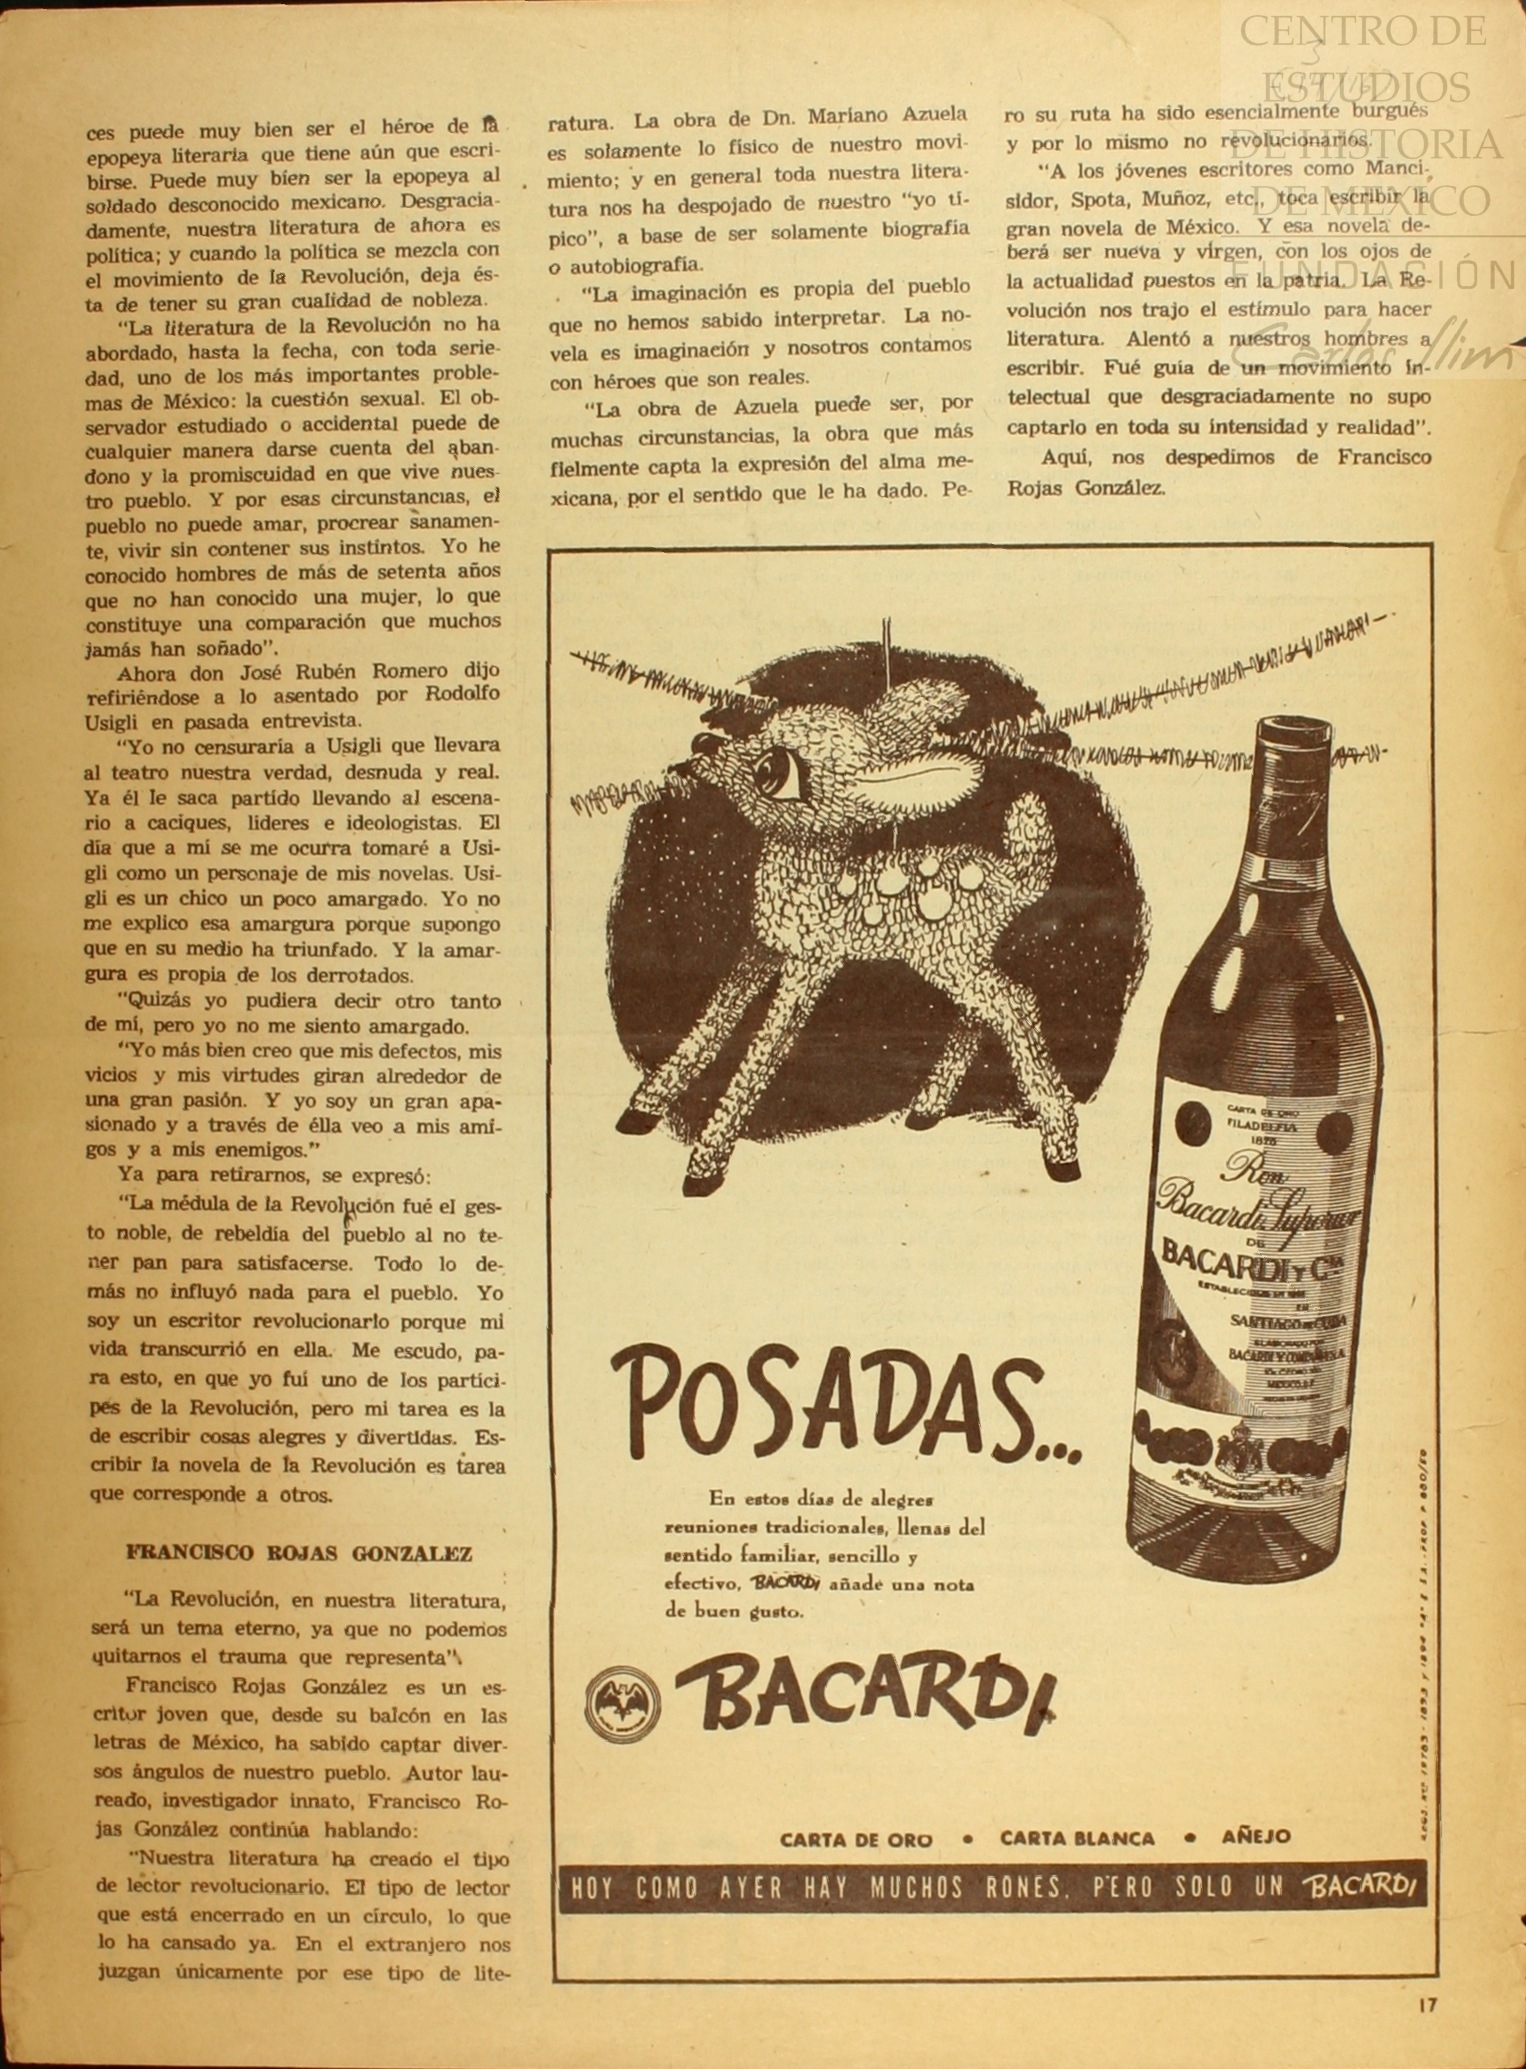 CENTRO DE
ESTUDIOS
DE HISTORIA
DE MÉXICO
FUNDACIÓN
Carlos Slim
ces puede muy bien ser el héroe de la
epopeya literaria que tiene aún que escri-
birse. Puede muy bien ser la epopeya al
soldado desconocido mexicano. Desgracia-
damente, nuestra literatura de ahora es
política; y cuando la política se mezcla con
el movimiento de la Revolución, deja és-
ta de tener su gran cualidad de nobleza.
"La literatura de la Revolución no ha
abordado, hasta la fecha, con toda serie-
dad, uno de los más importantes proble-
mas de México: la cuestión sexual. El ob-
servador estudiado o accidental puede de
cualquier manera darse cuenta del aban-
dono y la promiscuidad en que vive nues-
tro pueblo. Y por esas circunstancias, el
pueblo no puede amar, procrear sanamen-
te, vivir sin contener sus instintos. Yo he
conocido hombres de más de setenta años
que no han conocido una mujer, lo que
constituye una comparación que muchos
jamás han soñado".
Ahora don José Rubén Romero dijo
refiriéndose a lo asentado por Rodolfo
Usigli en pasada entrevista.
"Yo no censuraría a Usigli que llevara
al teatro nuestra verdad, desnuda y real.
Ya él le saca partido llevando al escena-
rio a caciques, lideres e ideologistas. El
día que a mí se me ocurra tomaré a Usi-
gli como un personaje de mis novelas. Usi-
gli es un chico un poco amargado. Yo no
me explico esa amargura porque supongo
que en su medio ha triunfado. Y la amar-
gura es propia de los derrotados.
"Quizás yo pudiera decir otro tanto
de mí, pero yo no me siento amargado.
"Yo más bien creo que mis defectos, mis
vicios y mis virtudes giran alrededor de
una gran pasión. Y yo soy un gran apa-
sionado y a través de élla veo a mis ami-
gos y a mis enemigos."
Ya para retirarnos, se expresó:
"La médula de la Revolución fué el ges-
to noble, de rebeldía del pueblo al no te-
ner pan para satisfacerse. Todo lo de-
más no influyó nada para el pueblo. Yo
soy un escritor revolucionario porque mi
vida transcurrió en ella. Me escudo, pa-
ra esto, en que yo fuí uno de los partíci-
pes de la Revolución, pero mi tarea es la
de escribir cosas alegres y divertidas. Es-
cribir la novela de la Revolución es tarea
que corresponde a otros.
FRANCISCO ROJAS GONZALEZ
"La Revolución, en nuestra literatura,
será un tema eterno, ya que no podemos
quitarnos el trauma que representa".
Francisco Rojas González es un es-
critor joven que, desde su balcón en las
letras de México, ha sabido captar diver-
sos ángulos de nuestro pueblo. Autor lau-
reado, investigador innato, Francisco Ro-
jas González continúa hablando:
"Nuestra literatura ha creado el tipo
de lector revolucionario. El tipo de lector
que está encerrado en un círculo, lo que
lo ha cansado ya. En el extranjero nos
juzgan únicamente por ese tipo de lite-
ratura. La obra de Dn. Mariano Azuela
es solamente lo físico de nuestro movi-
miento; y en general toda nuestra litera-
tura nos ha despojado de nuestro "yo tí-
pico", a base de ser solamente biografía
o autobiografía.
"La imaginación es propia del pueblo
que no hemos sabido interpretar. La no-
vela es imaginación y nosotros contamos
con héroes que son reales.
"La obra de Azuela puede ser, por
muchas circunstancias, la obra que más
fielmente capta la expresión del alma me-
xicana, por el sentido que le ha dado. Pe-
ro su ruta ha sido esencialmente burgués
y por lo mismo no revolucionarios.
"A los jóvenes escritores como Manci-
sidor, Spota, Muñoz, etc., toca escribir la
gran novela de México. Y esa novela de-
berá ser nueva y virgen, con los ojos de
la actualidad puestos en la patria. La Re-
volución nos trajo el estímulo para hacer
literatura. Alentó a nuestros hombres a
escribir. Fué guía de un movimiento in-
telectual que desgraciadamente no supo
captarlo en toda su intensidad y realidad".
Aquí, nos despedimos de Francisco
Rojas González.
CARTA DE ORO
FILADELFIA
1876
Ron
Bacardi Superior
DE
BACARDI Y Cia
EN
SANTIAGO DE CUBA
ELABORADO POR
MEXICO, D.F.
POSADAS...
En estos días de alegres
reuniones tradicionales, llenas del
sentido familiar, sencillo y
efectivo, BACARDI añade una nota
de buen gusto.
BACARDI
CARTA DE ORO • CARTA BLANCA • AÑEJO
HOY COMO AYER HAY MUCHOS RONES, PERO SOLO UN BACARDI
17